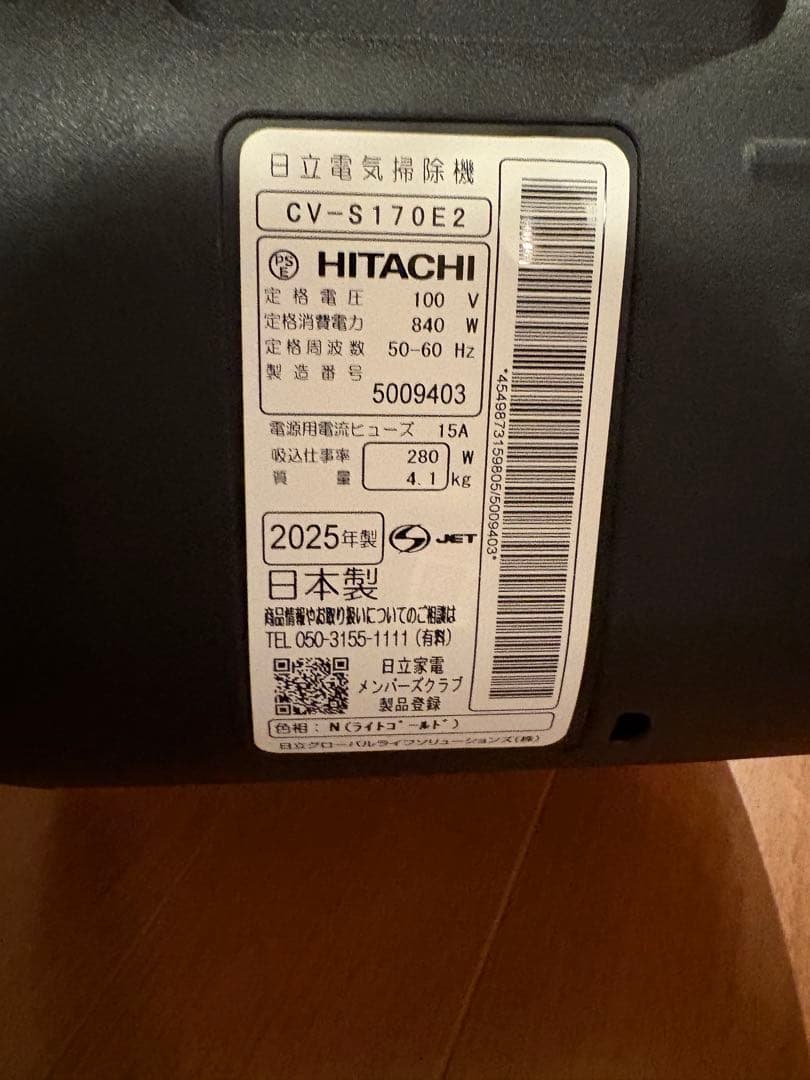 日立電気掃除機
CV-S170E2
PS E HITACHI
定格電圧 100 V
定格消費電力 840 W
定格周波数 50-60 Hz
製造番号
5009403
電源用電流ヒューズ 15A
吸込仕事率 280 W
質量 4.1 kg
2025年製 JET
日本製
商品情報やお取り扱いについてのご相談は
TEL 050-3155-1111 (有料)
日立家電
メンバーズクラブ
製品登録
色相:N(ライトゴールド)
日立グローバルライフソリューションズ(株)
*4549873159805/5009403*